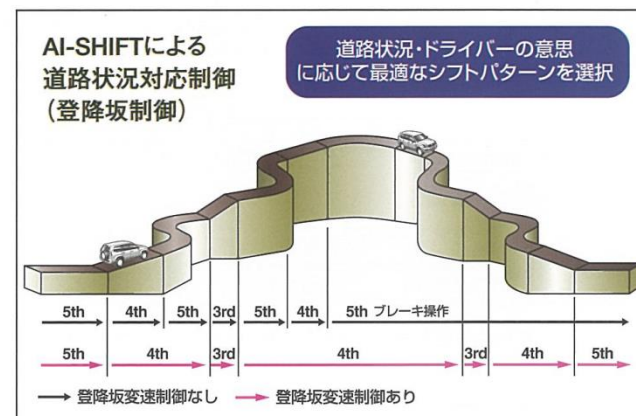 AI-SHIFTによる
道路状況対応制御
(登降坂制御)
道路状況・ドライバーの意思
に応じて最適なシフトパターンを選択
5th 4th 5th 3rd 5th 4th 5th ブレーキ操作
5th 4th 3rd 4th 3rd 4th 5th
登降坂変速制御なし 登降坂変速制御あり